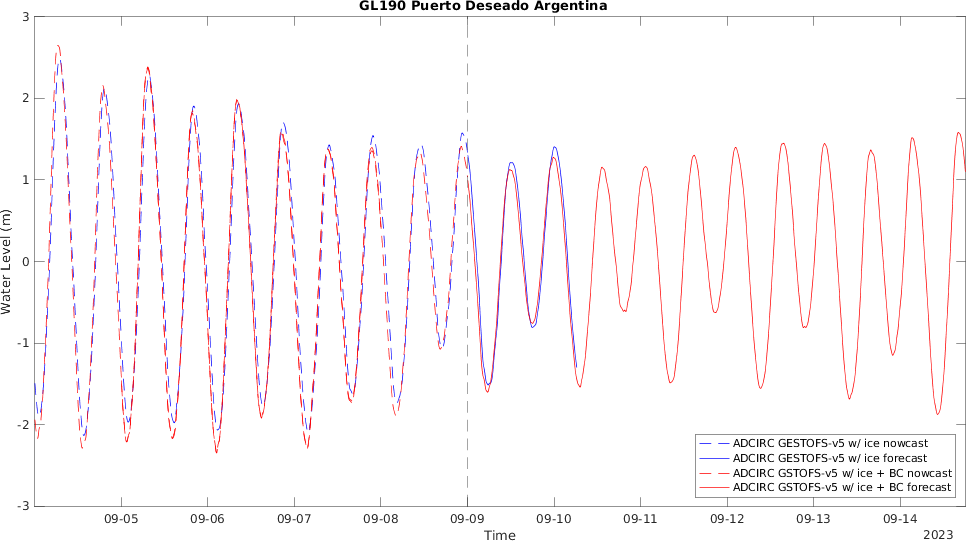 GL190 Puerto Deseado Argentina
3
2
1
0
-1
-2
-3
Water Level (m)
ADCIRC GESTOFS-v5 w/ ice nowcast
ADCIRC GESTOFS-v5 w/ ice forecast
ADCIRC GSTOFS-v5 w/ ice + BC nowcast
ADCIRC GSTOFS-v5 w/ ice + BC forecast
09-05 09-06 09-07 09-08 09-09 09-10 09-11 09-12 09-13 09-14
Time
2023